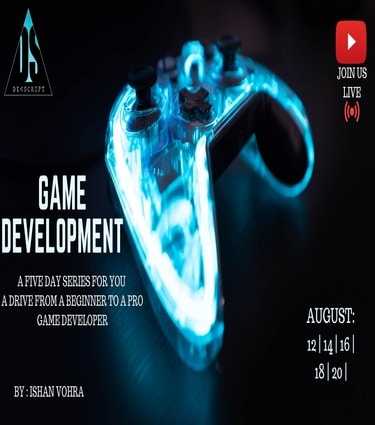 DE<SCRIPT
JOIN US
LIVE
GAME
DEVELOPMENT
A FIVE DAY SERIES FOR YOU
A DRIVE FROM A BEGINNER TO A PRO
GAME DEVELOPER
AUGUST:
12 | 14 | 16 |
18 | 20 |
BY : ISHAN VOHRA